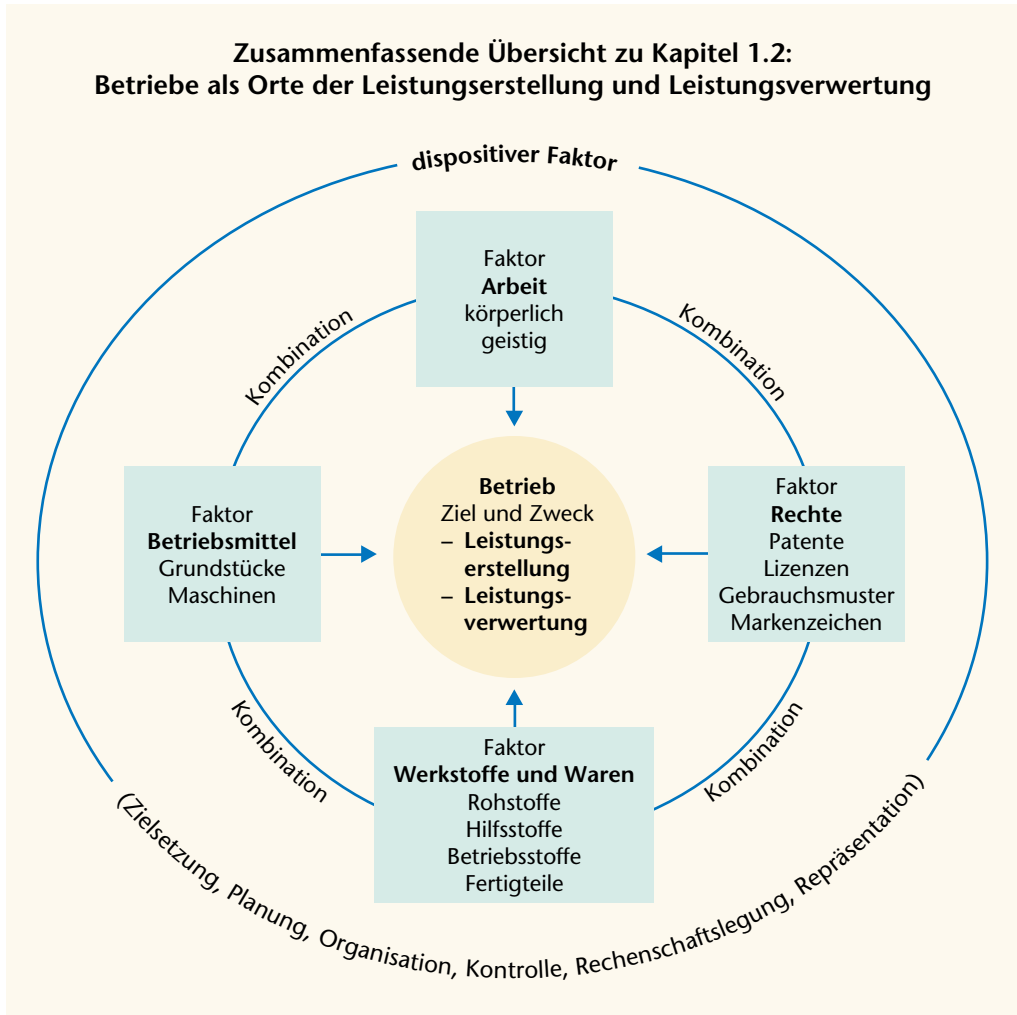 Zusammenfassende Übersicht zu Kapitel 1.2:
Betriebe als Orte der Leistungserstellung und Leistungsverwertung
dispositiver Faktor
Faktor
Arbeit
körperlich
geistig
Kombination
Kombination
Faktor
Betriebsmittel
Grundstücke
Maschinen
Betrieb
Ziel und Zweck
– Leistungs-
erstellung
– Leistungs-
verwertung
Faktor
Rechte
Patente
Lizenzen
Gebrauchsmuster
Markenzeichen
Kombination
Kombination
Faktor
Werkstoffe und Waren
Rohstoffe
Hilfsstoffe
Betriebsstoffe
Fertigteile
(Zielsetzung, Planung, Organisation, Kontrolle, Rechenschaftslegung, Repräsentation)